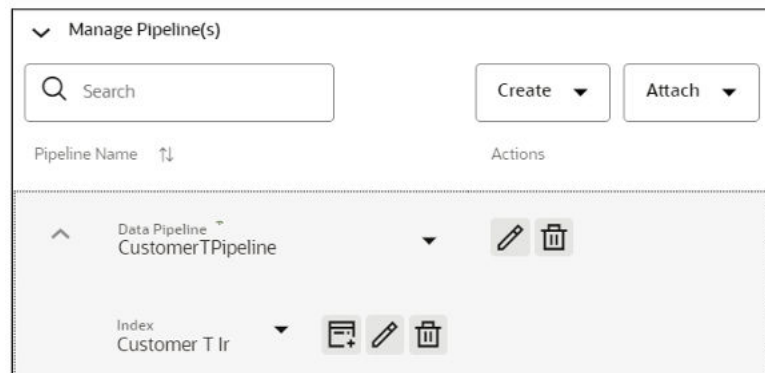 Manage Pipeline(s)
Search
Create
Attach
Pipeline Name
Actions
Data Pipeline
CustomerTPipeline
Index
Customer T Ir